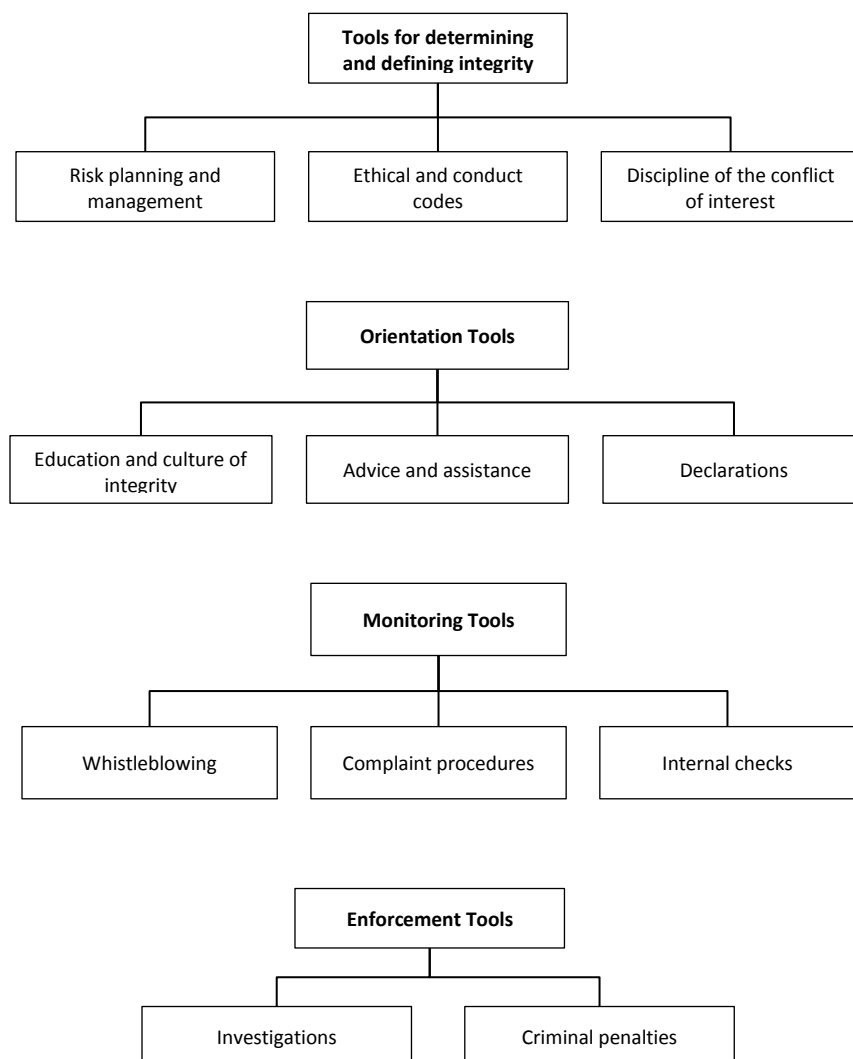 Tools for determining
and defining integrity
Risk planning and
management
Ethical and conduct
codes
Discipline of the conflict
of interest
Orientation Tools
Education and culture of
integrity
Advice and assistance
Declarations
Monitoring Tools
Whistleblowing
Complaint procedures
Internal checks
Enforcement Tools
Investigations
Criminal penalties